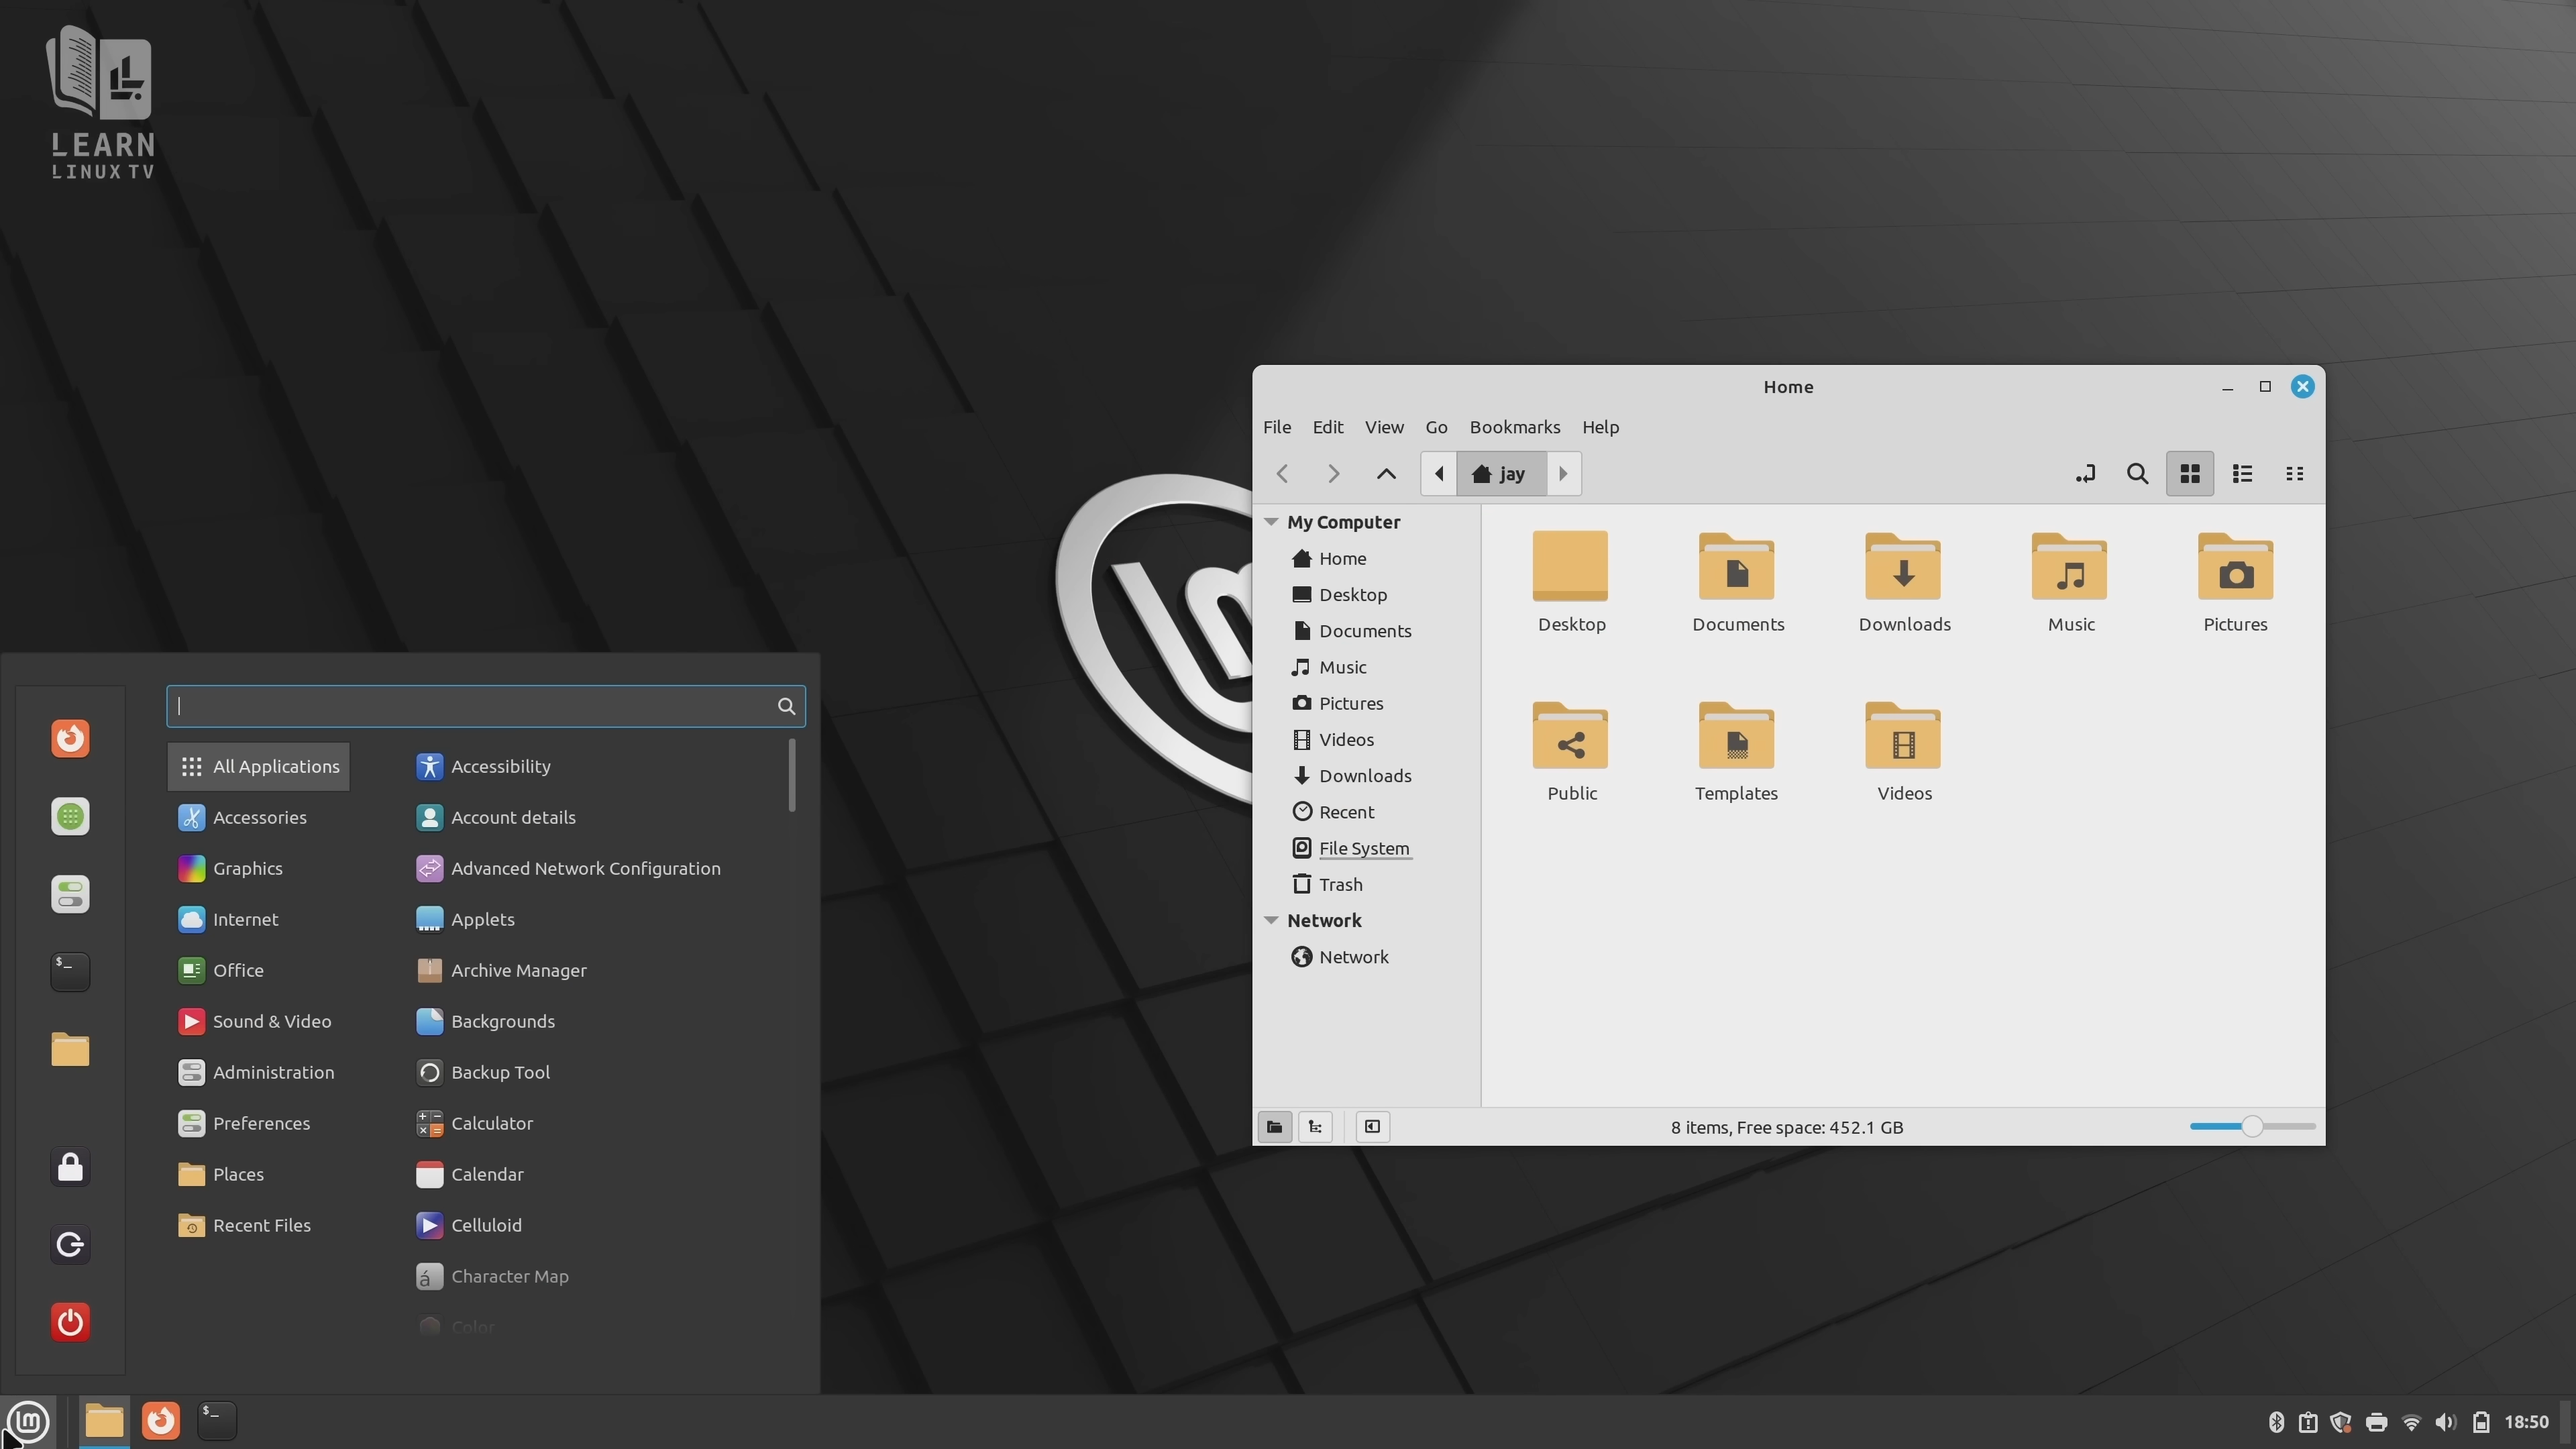 LEARN
LINUX TV
Home
File Edit View Go Bookmarks Help
jay
My Computer
Home
Desktop
Documents
Music
Pictures
Videos
Downloads
Recent
File System
Trash
Network
Network
Desktop Documents Downloads Music Pictures
Public Templates Videos
8 items, Free space: 452.1 GB
All Applications
Accessories
Graphics
Internet
Office
Sound & Video
Administration
Preferences
Places
Recent Files
Accessibility
Account details
Advanced Network Configuration
Applets
Archive Manager
Backgrounds
Backup Tool
Calculator
Calendar
Celluloid
Character Map
Color
18:50